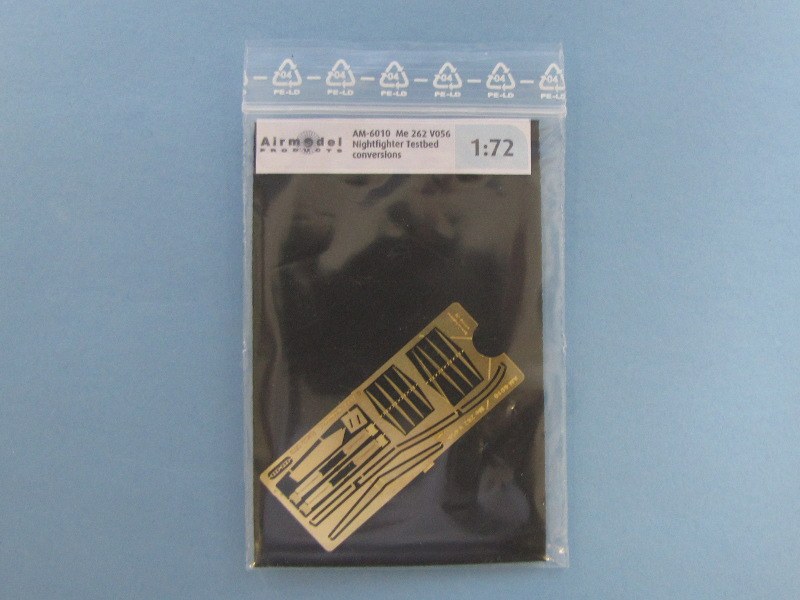 04 04 04 04 04 04
PE-LD PE-LD PE-LD PE-LD PE-LD PE-LD
Airmodel
PRODUCTS
AM-6010 Me 262 V056
Nightfighter Testbed
conversions
1:72